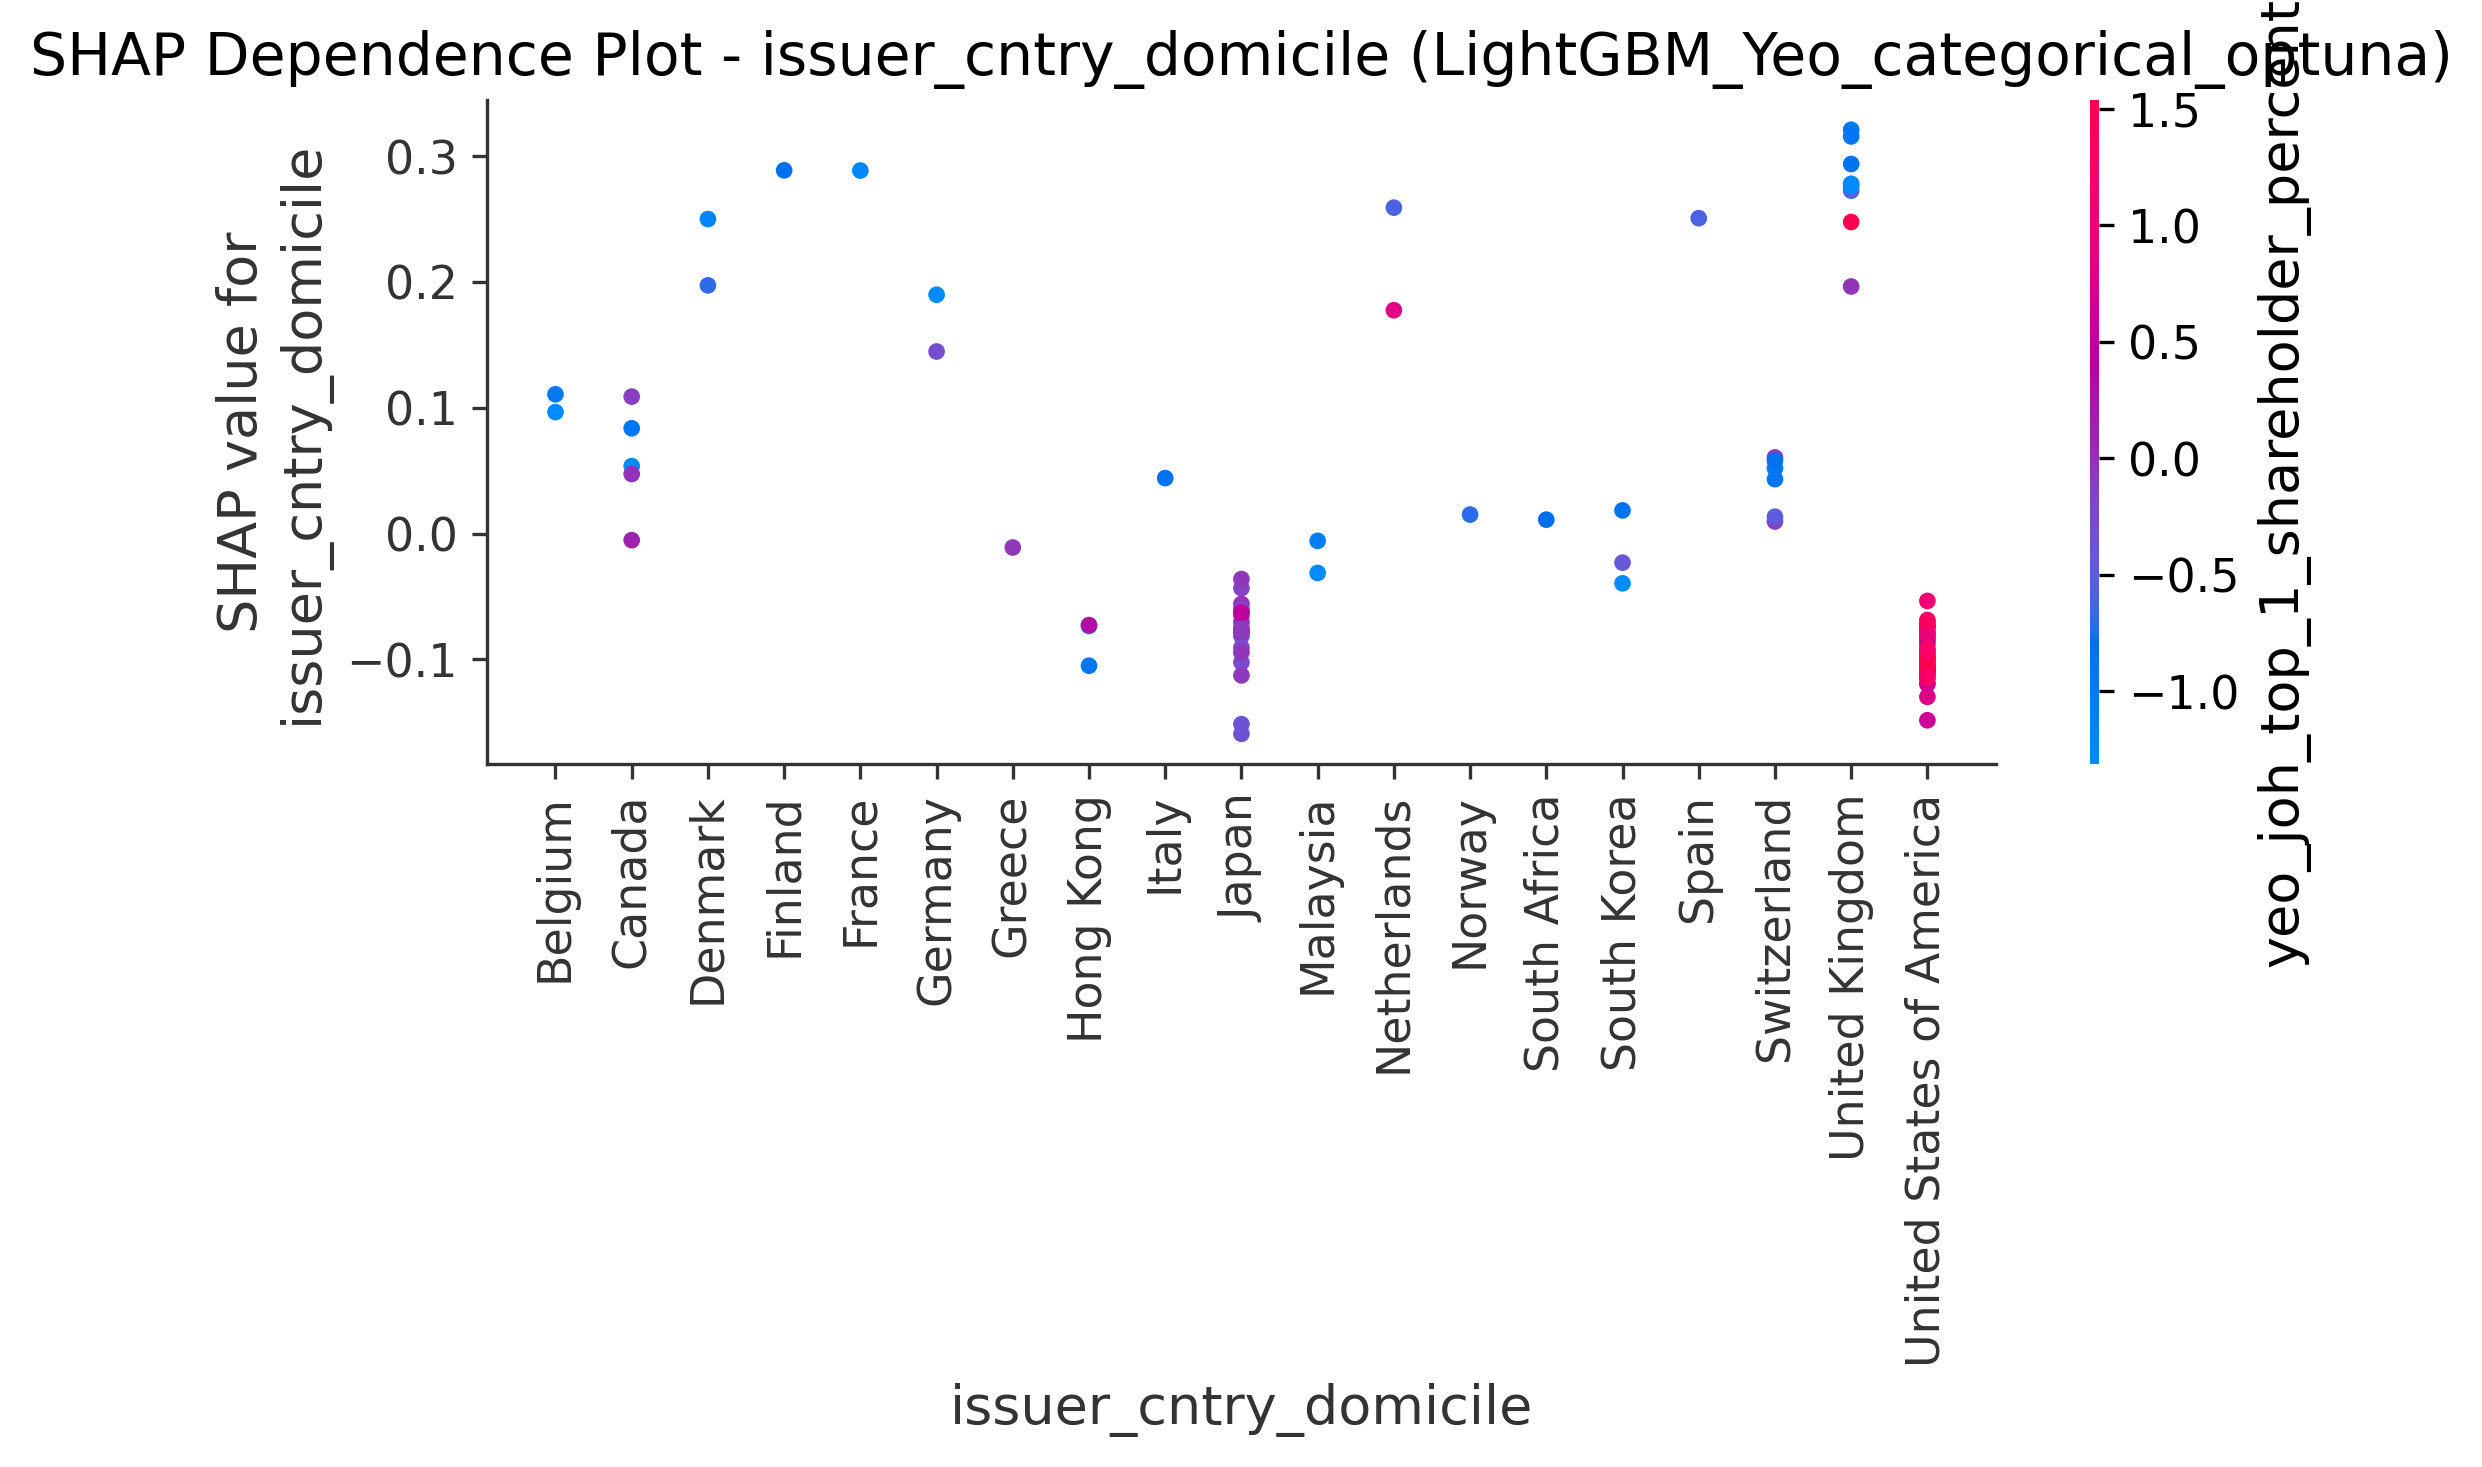 SHAP Dependence Plot - issuer_cntry_domicile (LightGBM_Yeo_categorical_optuna)
SHAP value for
issuer_cntry_domicile
0.3
0.2
0.1
0.0
−0.1
Belgium
Canada
Denmark
Finland
France
Germany
Greece
Hong Kong
Italy
Japan
Malaysia
Netherlands
Norway
South Africa
South Korea
Spain
Switzerland
United Kingdom
United States of America
issuer_cntry_domicile
1.5
1.0
0.5
0.0
−0.5
−1.0
yeo_joh_top_1_shareholder_percent